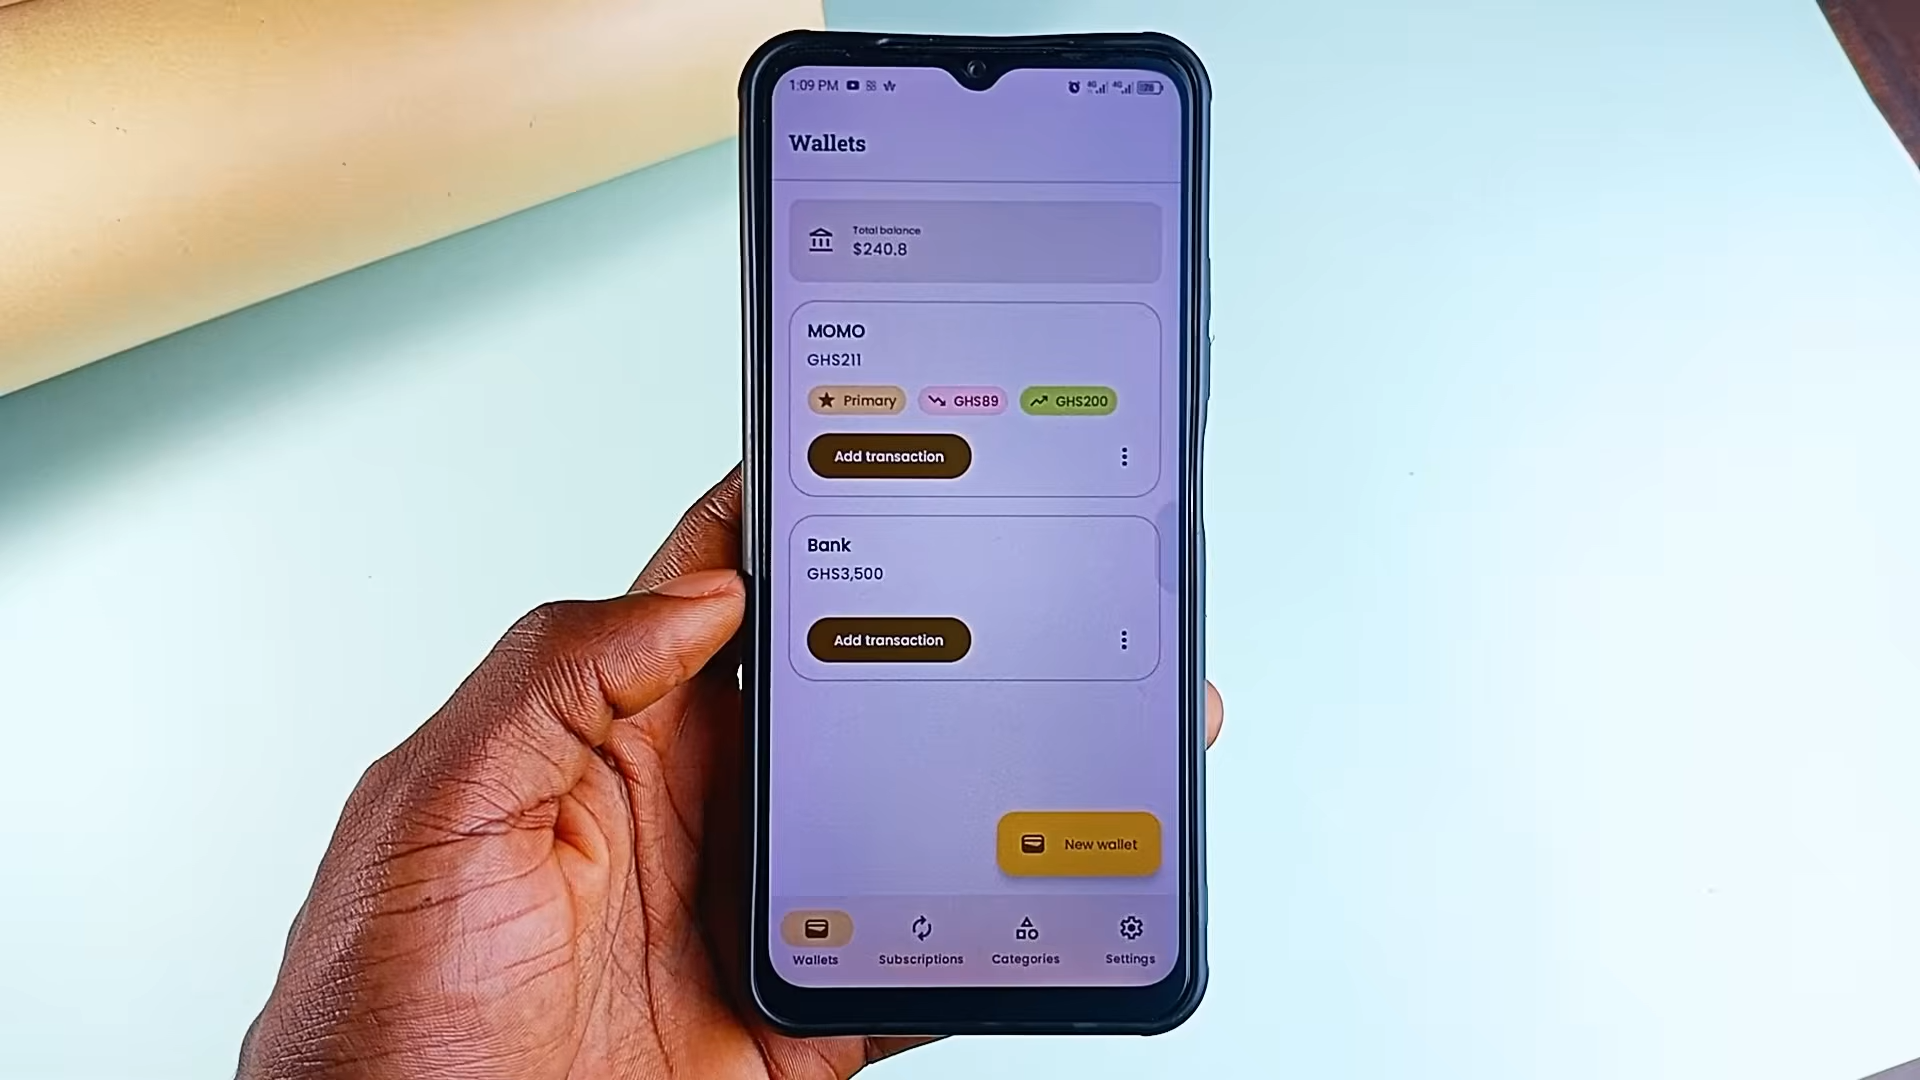 1:09 PM
Wallets
Total balance
$240.8
MOMO
GHS211
Primary GHS89 GHS200
Add transaction
Bank
GHS3,500
Add transaction
New wallet
Wallets Subscriptions Categories Settings